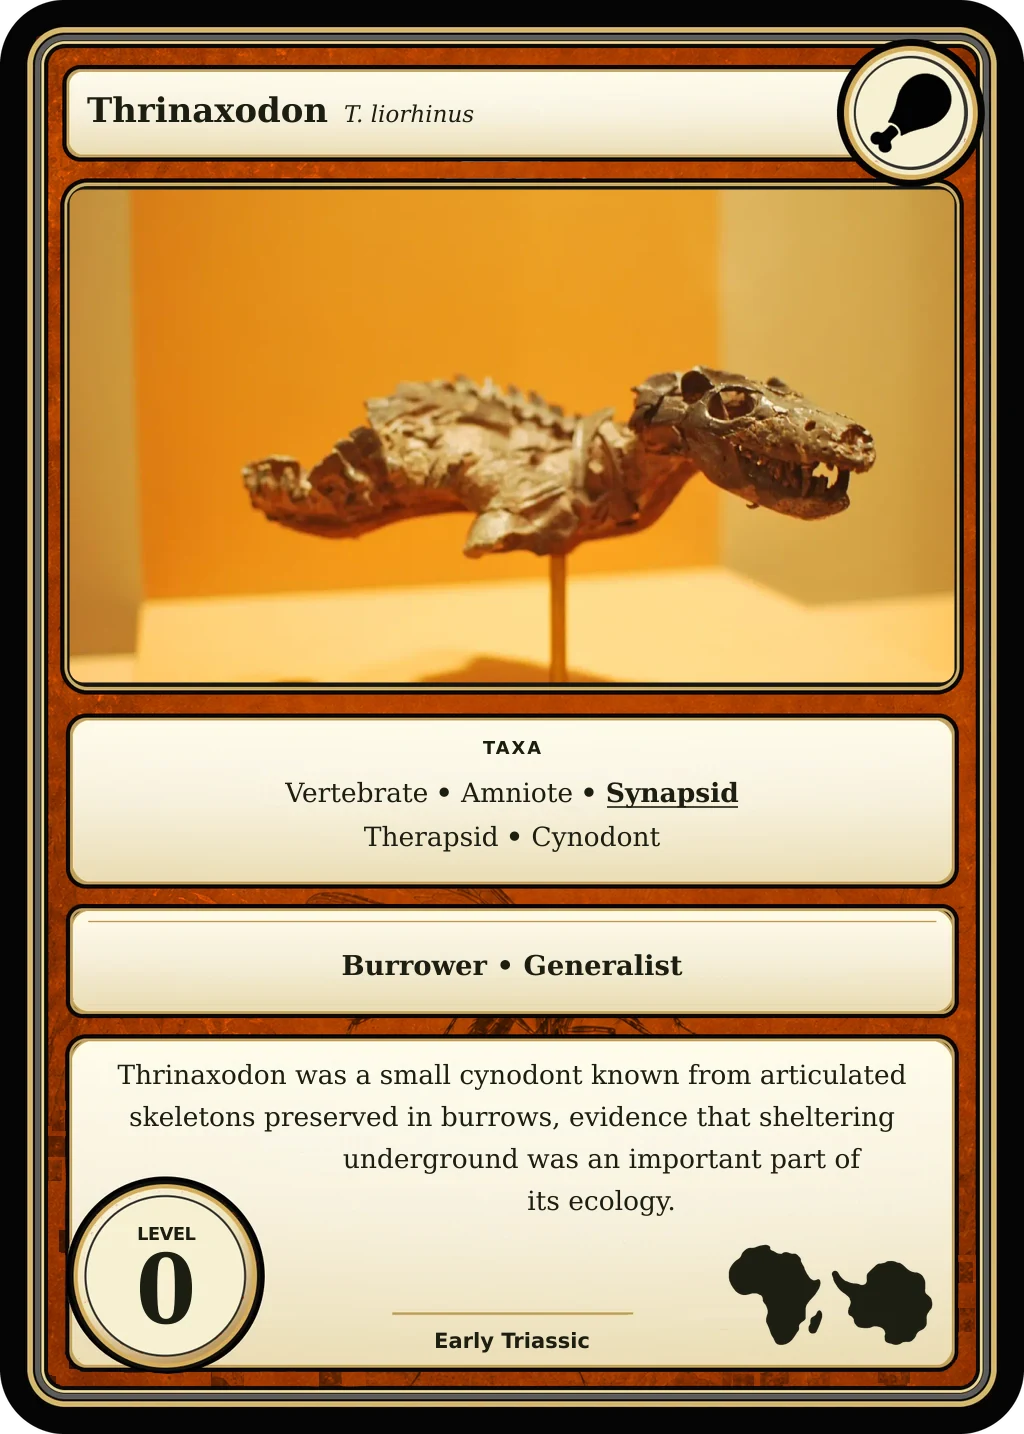 Thrinaxodon T. liorhinus
TAXA
Vertebrate • Amniote • Synapsid
Therapsid • Cynodont
Burrower • Generalist
Thrinaxodon was a small cynodont known from articulated
skeletons preserved in burrows, evidence that sheltering
underground was an important part of
its ecology.
LEVEL
0
Early Triassic